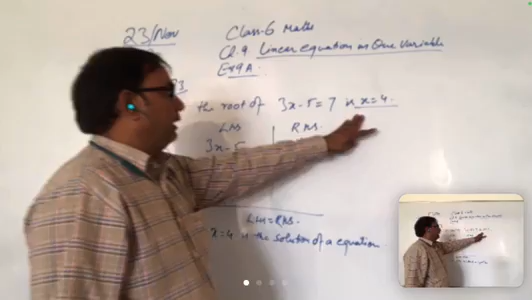 23/Nov
Class-6 Maths
Ch.9 Linear equation in One Variable
Ex 9A.
the root of 3x-5=7 is x=4.
LHS RHS.
3x-5
LHS=RHS.
x=4 is the solution of a equation